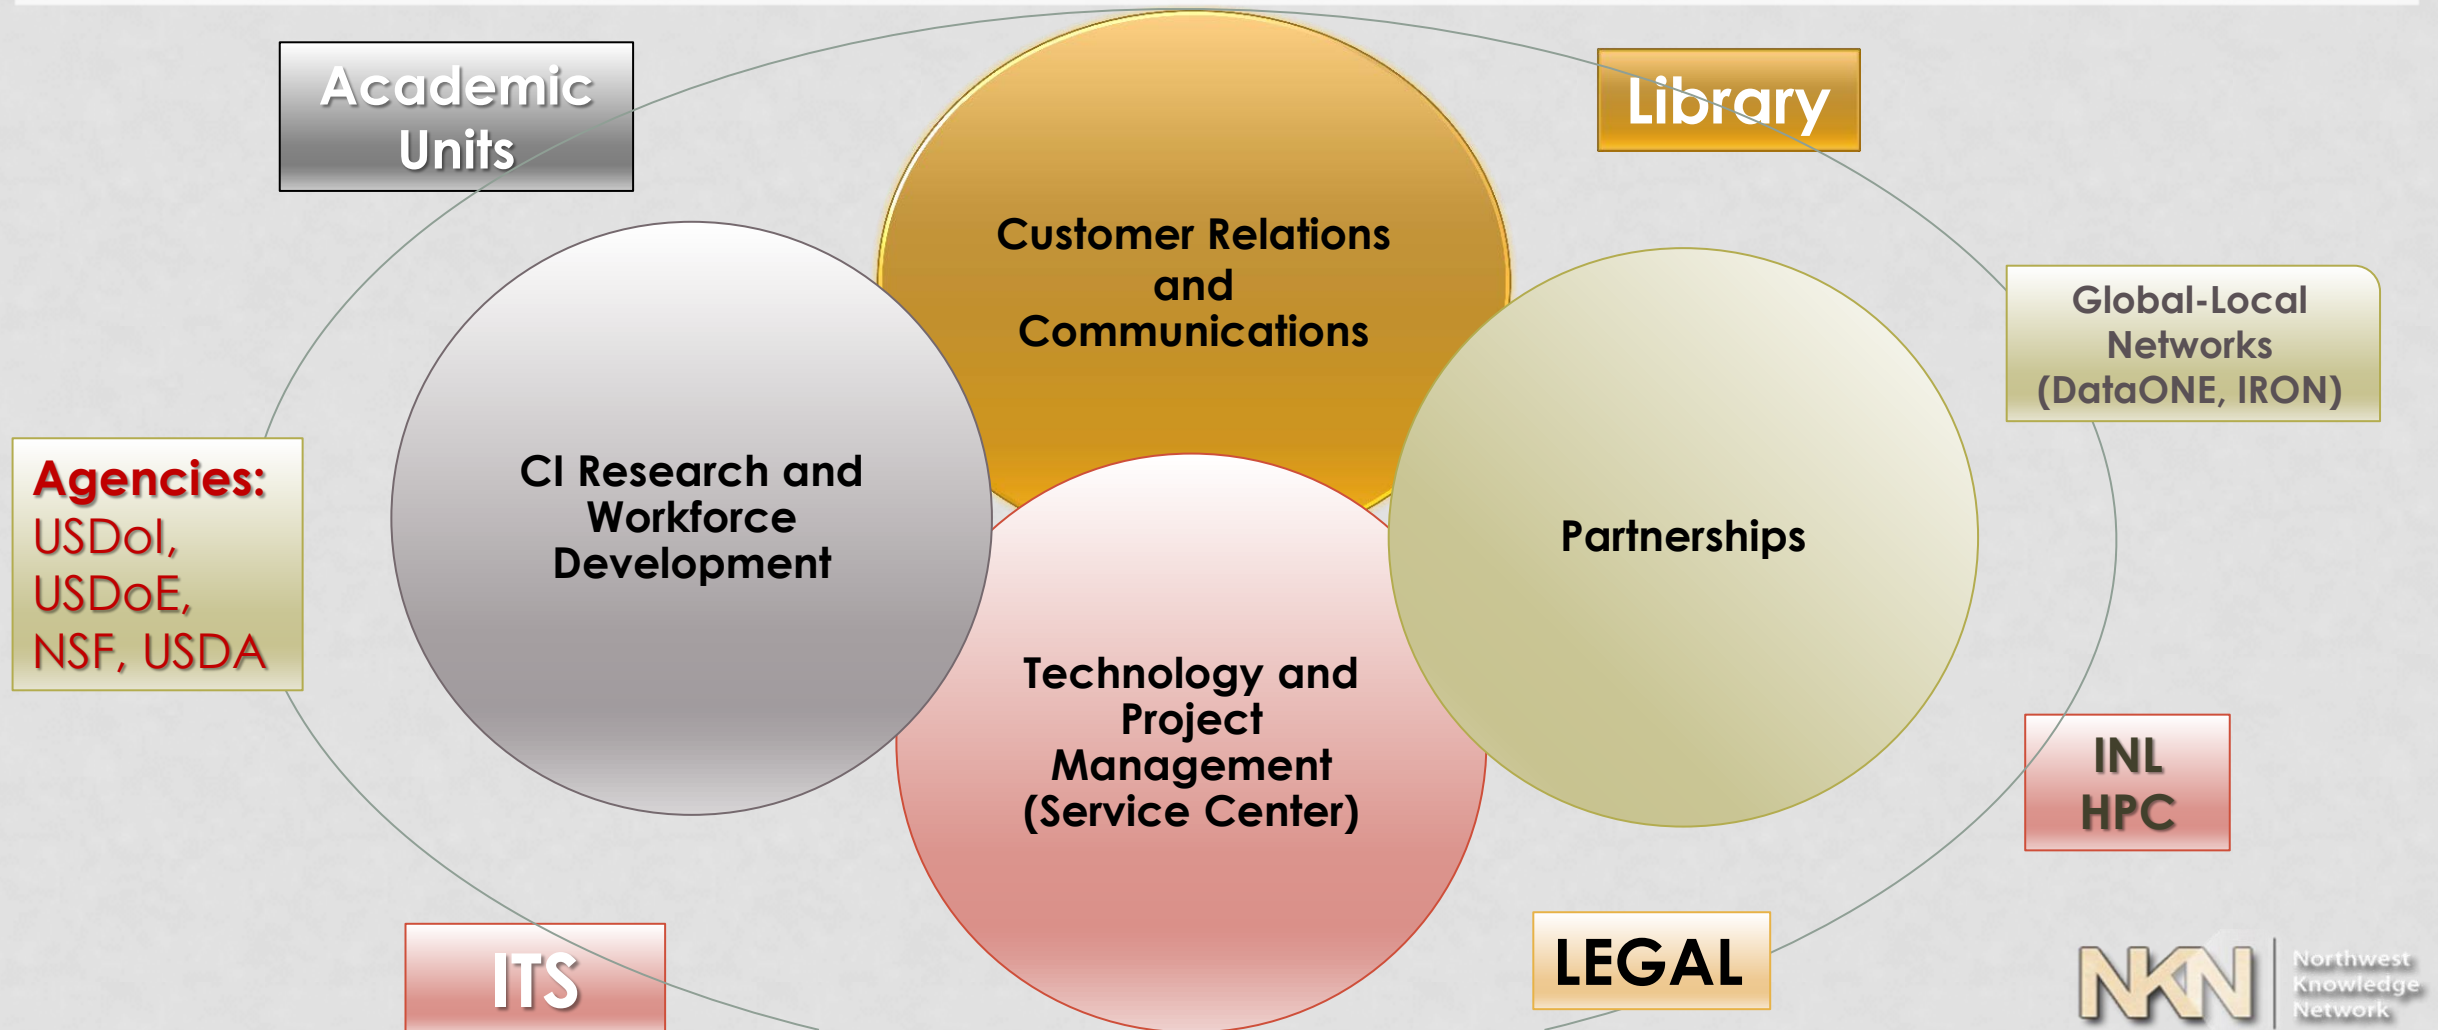 Academic
Units
Library
Customer Relations
and
Communications
Global-Local
Networks
(DataONE, IRON)
Agencies:
USDoI,
USDoE,
NSF, USDA
CI Research and
Workforce
Development
Partnerships
Technology and
Project
Management
(Service Center)
INL
HPC
ITS
LEGAL
NKN
Northwest
Knowledge
Network